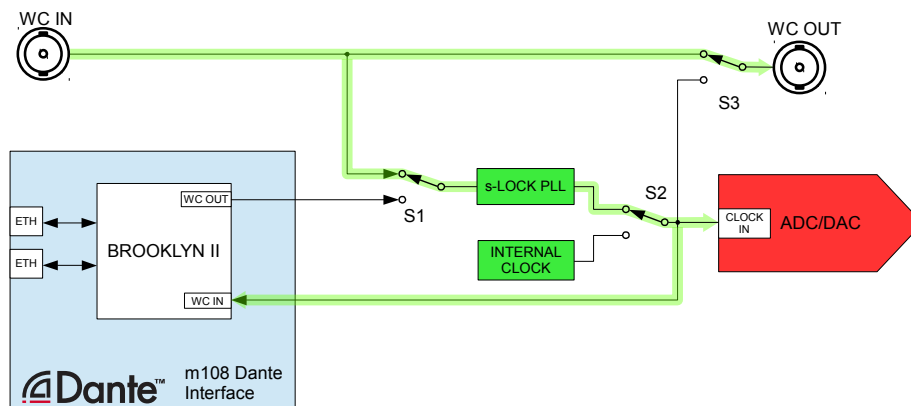 WC IN
WC OUT
S3
WC OUT
S1
s-LOCK PLL
S2
ETH
ETH
BROOKLYN II
INTERNAL
CLOCK
CLOCK
IN
ADC/DAC
WC IN
Dante™
m108 Dante
Interface